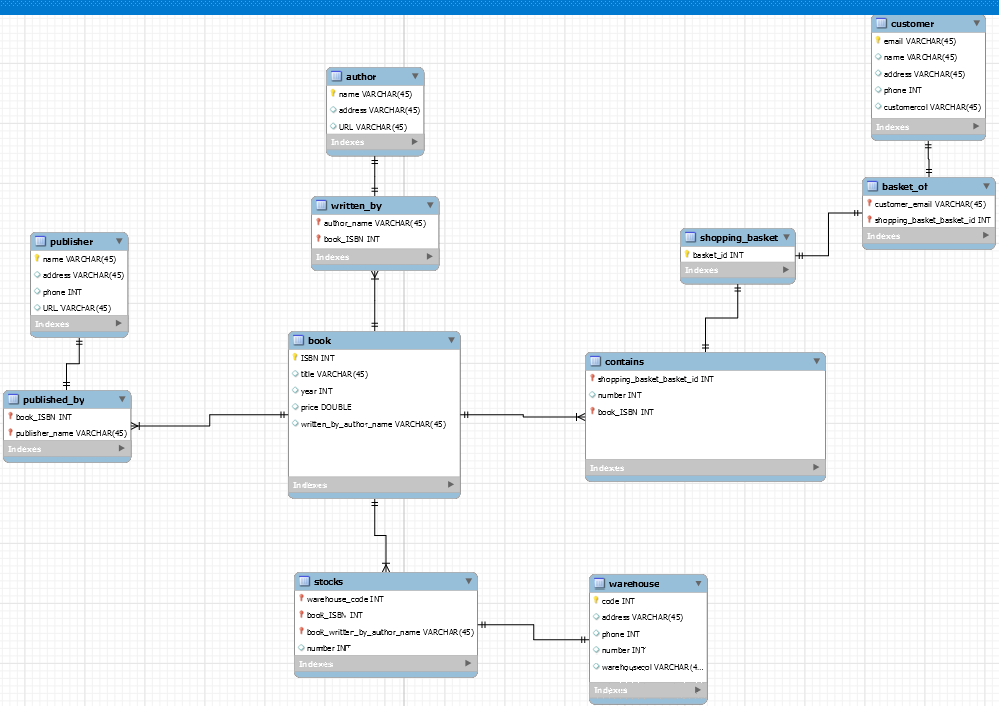 customer
email VARCHAR(45)
name VARCHAR(45)
address VARCHAR(45)
phone INT
customercol VARCHAR(45)
Indexes
author
name VARCHAR(45)
address VARCHAR(45)
URL VARCHAR(45)
Indexes
basket_of
customer_email VARCHAR(45)
shopping_basket_basket_id INT
Indexes
written_by
author_name VARCHAR(45)
book_ISBN INT
Indexes
publisher
name VARCHAR(45)
address VARCHAR(45)
phone INT
URL VARCHAR(45)
Indexes
shopping_basket
basket_id INT
Indexes
book
ISBN INT
title VARCHAR(45)
year INT
price DOUBLE
written_by_author_name VARCHAR(45)
Indexes
contains
shopping_basket_basket_id INT
number INT
book_ISBN INT
Indexes
published_by
book_ISBN INT
publisher_name VARCHAR(45)
Indexes
stocks
warehouse_code INT
book_ISBN INT
book_written_by_author_name VARCHAR(45)
number INT
Indexes
warehouse
code INT
address VARCHAR(45)
phone INT
number INT
warehousecol VARCHAR(4...
Indexes